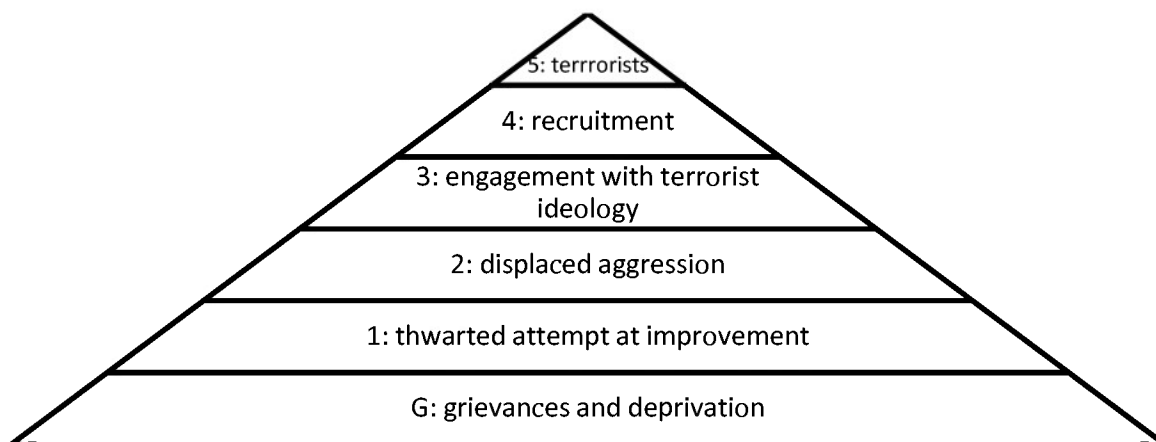 5: terrrorists
4: recruitment
3: engagement with terrorist
ideology
2: displaced aggression
1: thwarted attempt at improvement
G: grievances and deprivation